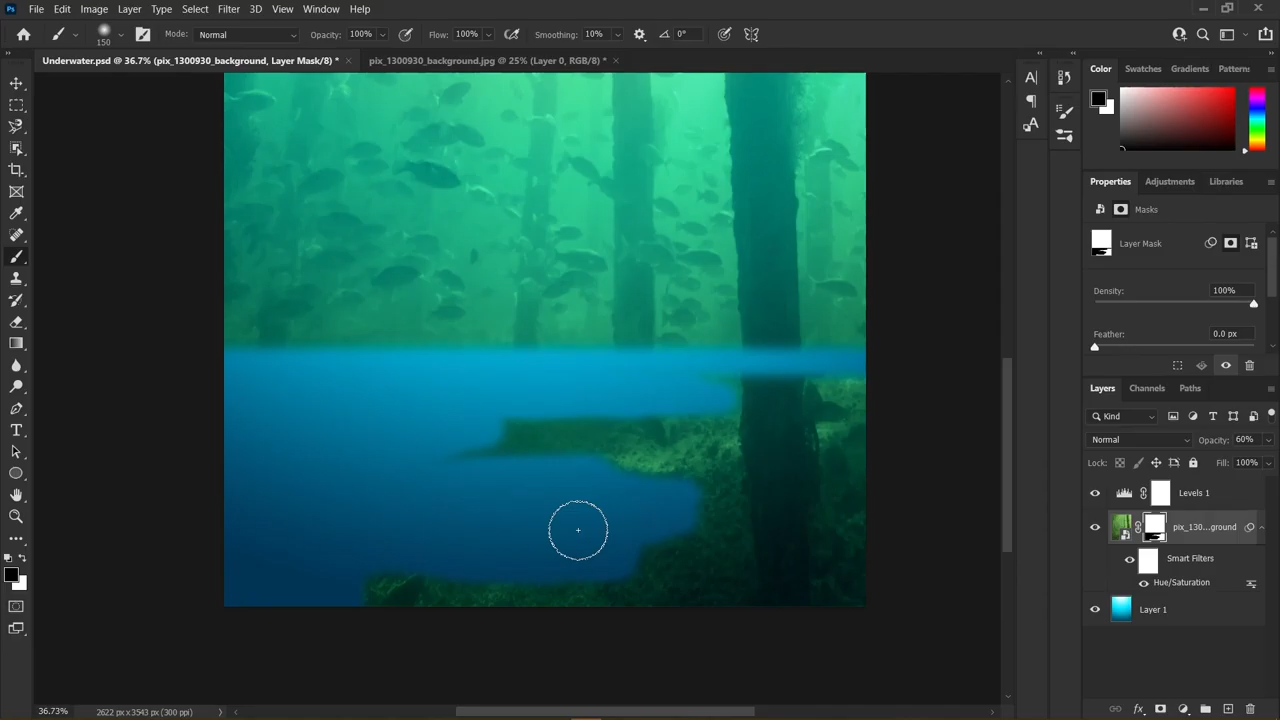 Ps File Edit Image Layer Type Select Filter 3D View Window Help
150 Mode: Normal Opacity: 100% Flow: 100% Smoothing: 10% 0°
Underwater.psd @ 36.7% (pix_1300930_background, Layer Mask/8) *
pix_1300930_background.jpg @ 25% (Layer 0, RGB/8) *
Color Swatches Gradients Patterns
Properties Adjustments Libraries
Masks
Layer Mask
Density: 100%
Feather: 0.0 px
Layers Channels Paths
Kind
Normal Opacity: 60%
Lock: Fill: 100%
Levels 1
pix_130...ground
Smart Filters
Hue/Saturation
Layer 1
36.73% 2622 px x 3543 px (300 ppi)